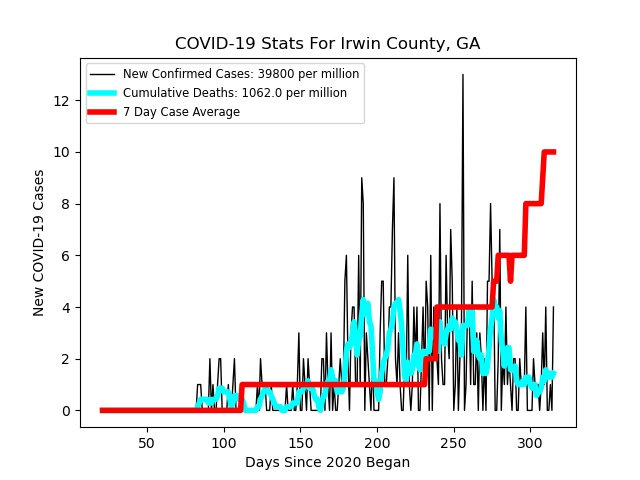 COVID-19 Stats For Irwin County, GA
New Confirmed Cases: 39800 per million
Cumulative Deaths: 1062.0 per million
7 Day Case Average
New COVID-19 Cases
12
10
8
6
4
2
0
50 100 150 200 250 300
Days Since 2020 Began